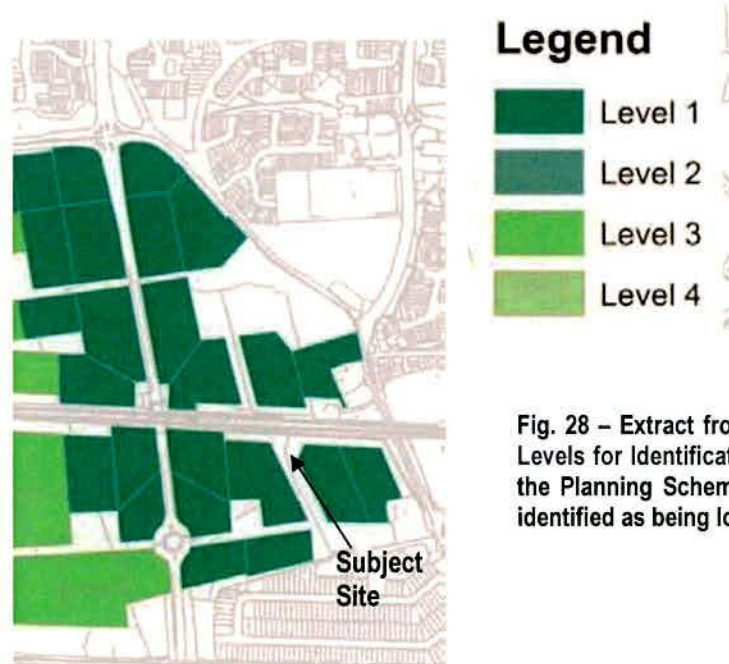 Legend
Level 1
Level 2
Level 3
Level 4
Fig. 28 – Extract fro
Levels for Identificat
the Planning Schem
identified as being lo
Subject
Site